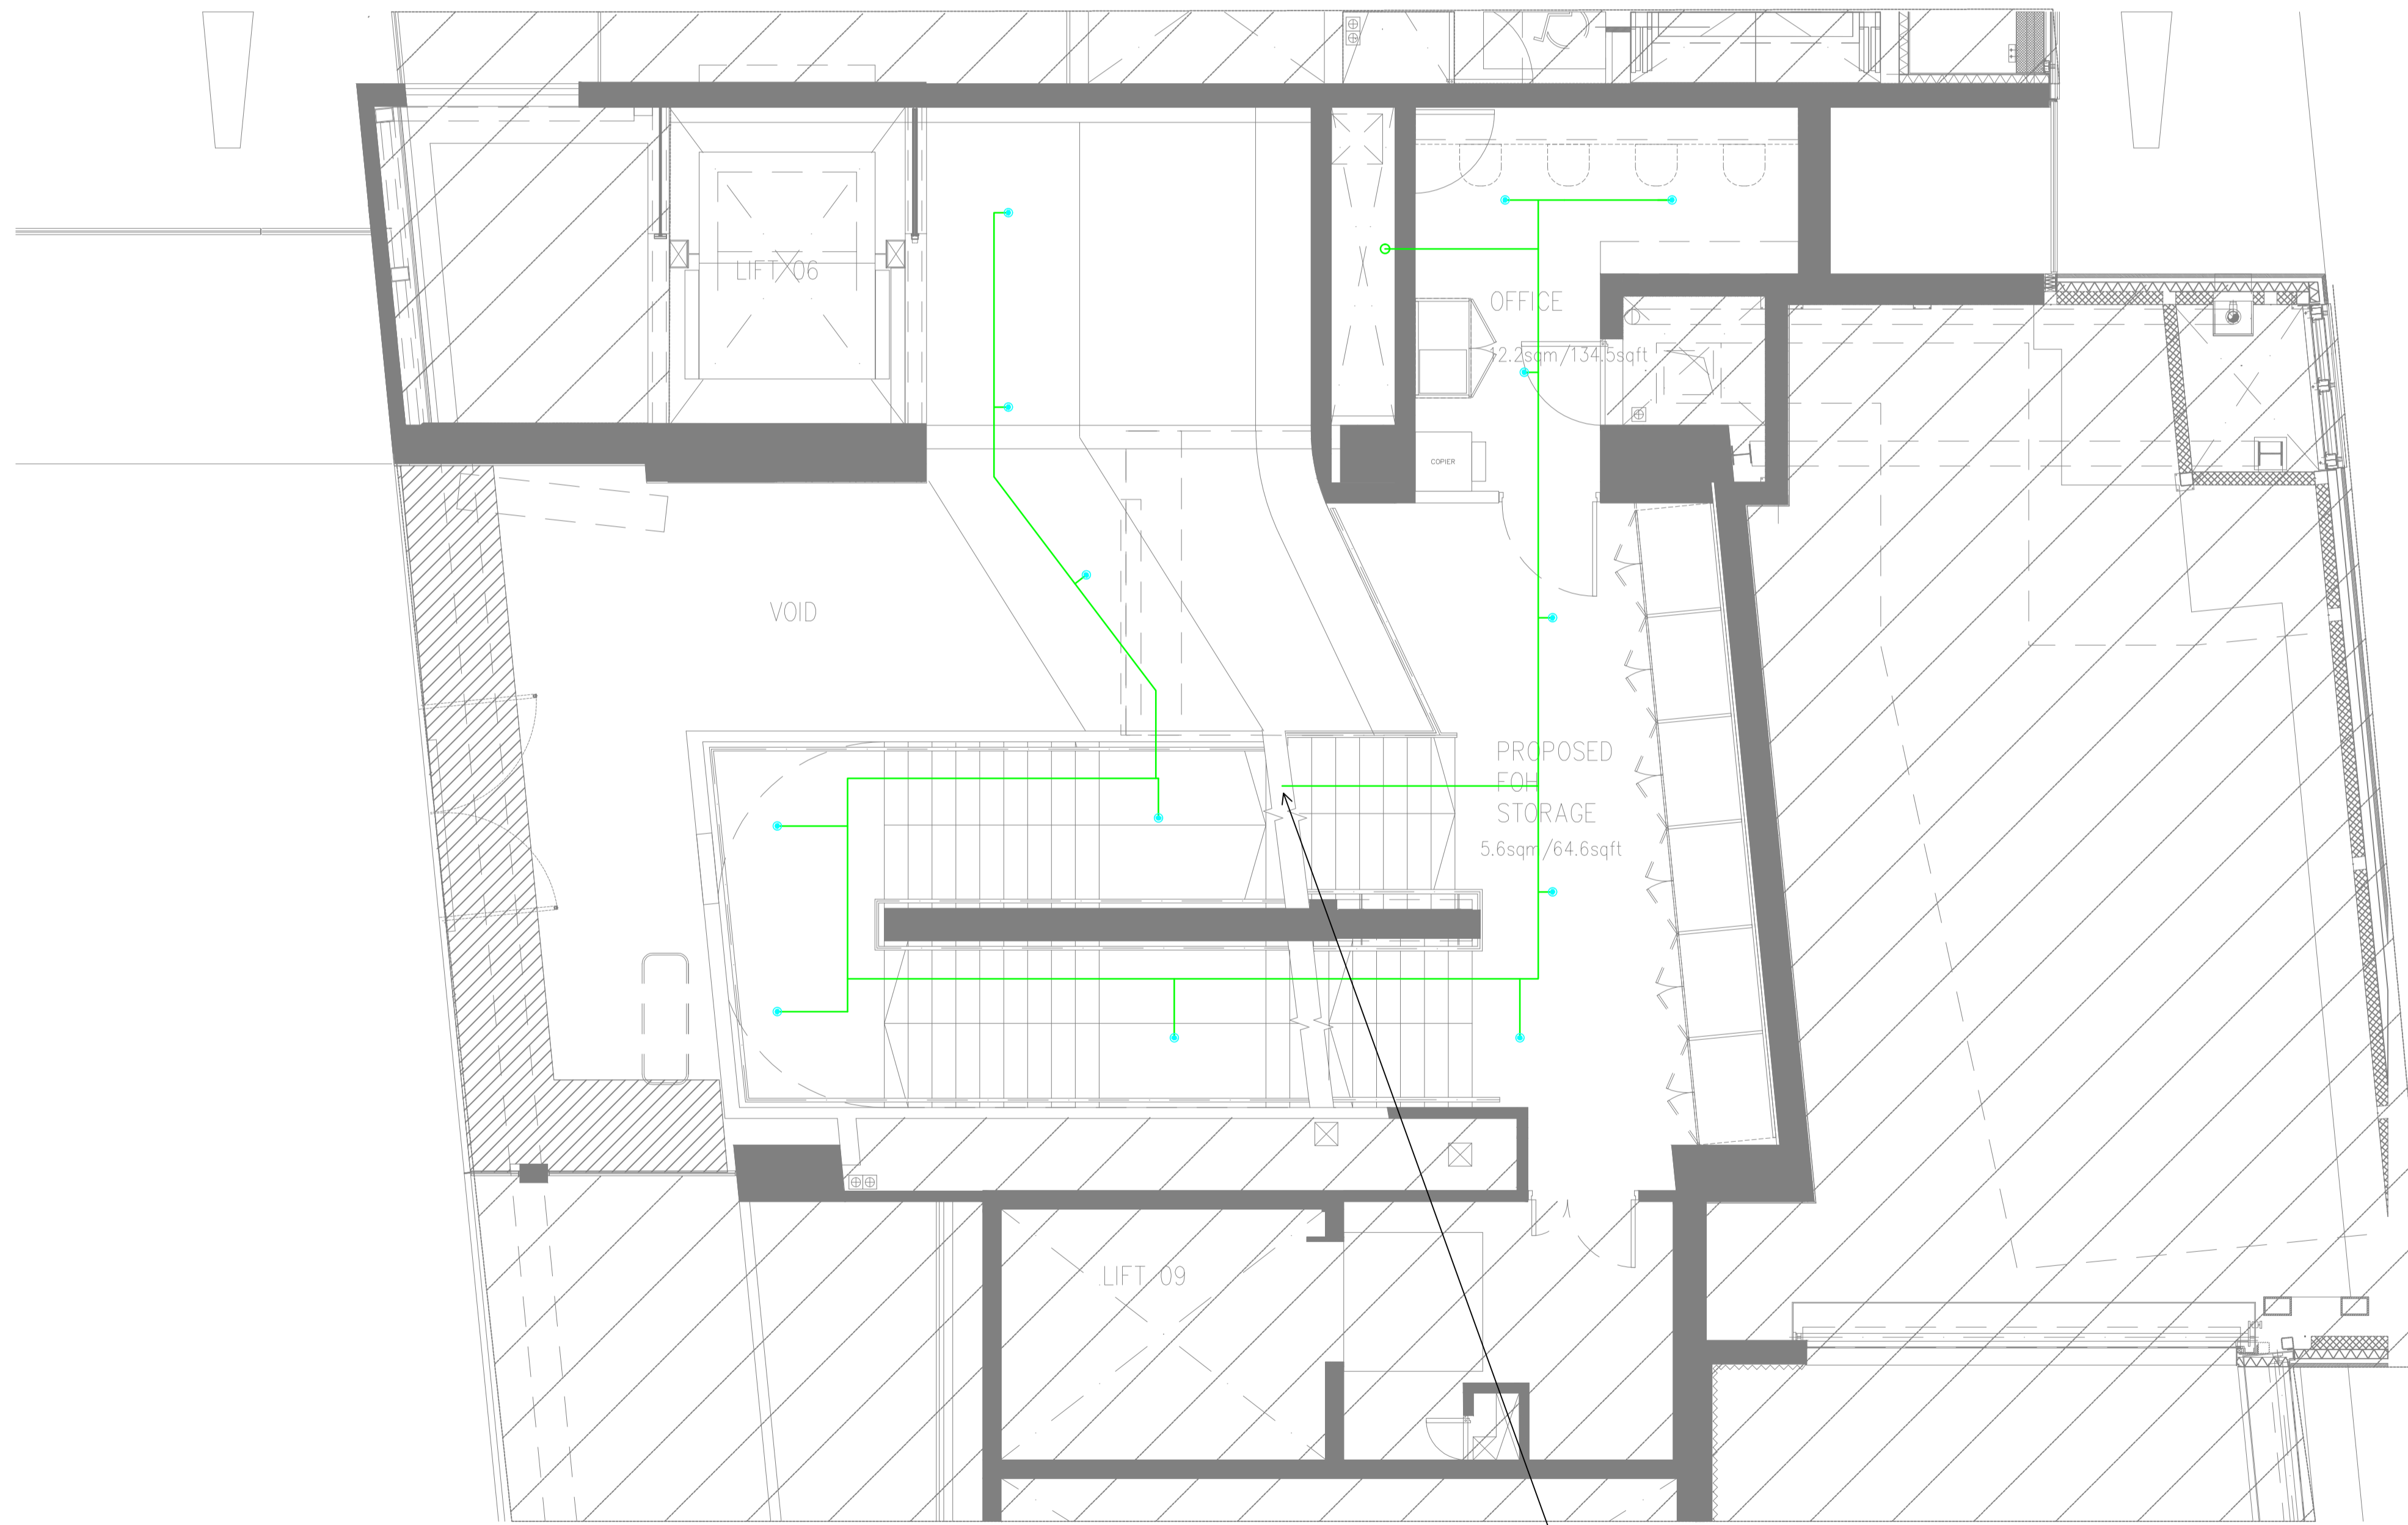 LIFT 06
OFFICE
12.2sqm/134.5sqft
COPIER
VOID
PROPOSED
FOH
STORAGE
5.6sqm/64.6sqft
LIFT 09